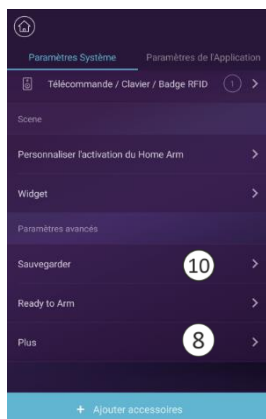 Paramètres Système Paramètres de l'Application
Télécommande / Clavier / Badge RFID 1 >
Scene
Personnaliser l'activation du Home Arm >
Widget >
Paramètres avancés
Sauvegarder 10 >
Ready to Arm >
Plus 8 >
+ Ajouter accessoires